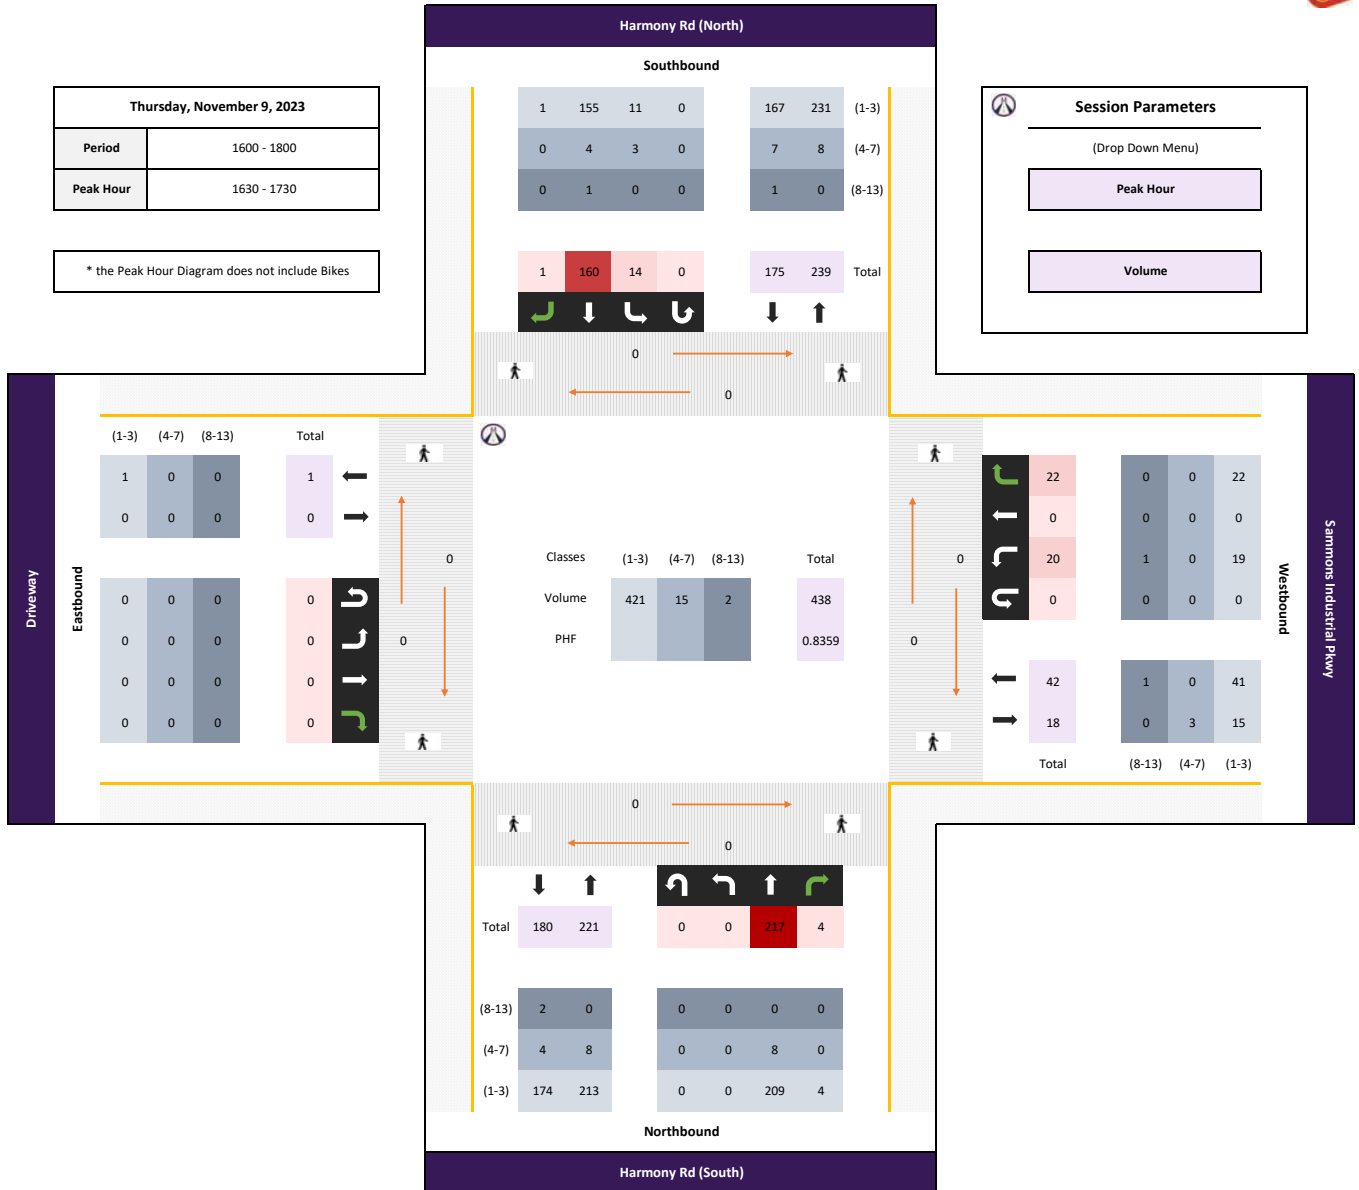 Harmony Rd (North)
Southbound
Thursday, November 9, 2023
Period 1600 - 1800
Peak Hour 1630 - 1730
* the Peak Hour Diagram does not include Bikes
1 155 11 0 167 231 (1-3)
0 4 3 0 7 8 (4-7)
0 1 0 0 1 0 (8-13)
1 160 14 0 175 239 Total
Session Parameters
(Drop Down Menu)
Peak Hour
Volume
0
0
Driveway
Eastbound
(1-3) (4-7) (8-13) Total
1 0 0 1
0 0 0 0
0 0 0 0
0 0 0 0
0 0 0 0
0 0 0 0
0
0
Classes (1-3) (4-7) (8-13) Total
Volume 421 15 2 438
PHF 0.8359
0
0
22 0 0 22
0 0 0 0
20 1 0 19
0 0 0 0
42 1 0 41
18 0 3 15
Total (8-13) (4-7) (1-3)
Westbound
Sammons Industrial Pkwy
0
0
Total 180 221 0 0 217 4
(8-13) 2 0 0 0 0 0
(4-7) 4 8 0 0 8 0
(1-3) 174 213 0 0 209 4
Northbound
Harmony Rd (South)